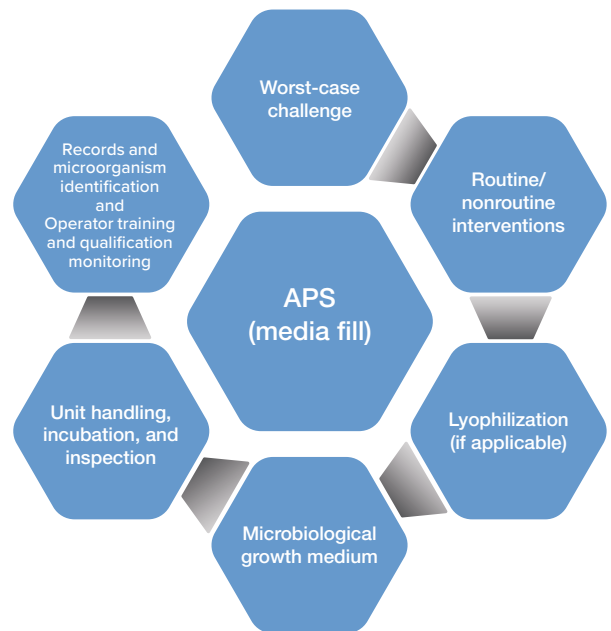 Worst-case
challenge
Routine/
nonroutine
interventions
Lyophilization
(if applicable)
Microbiological
growth medium
Unit handling,
incubation, and
inspection
Records and
microorganism
identification
and
Operator training
and qualification
monitoring
APS
(media fill)